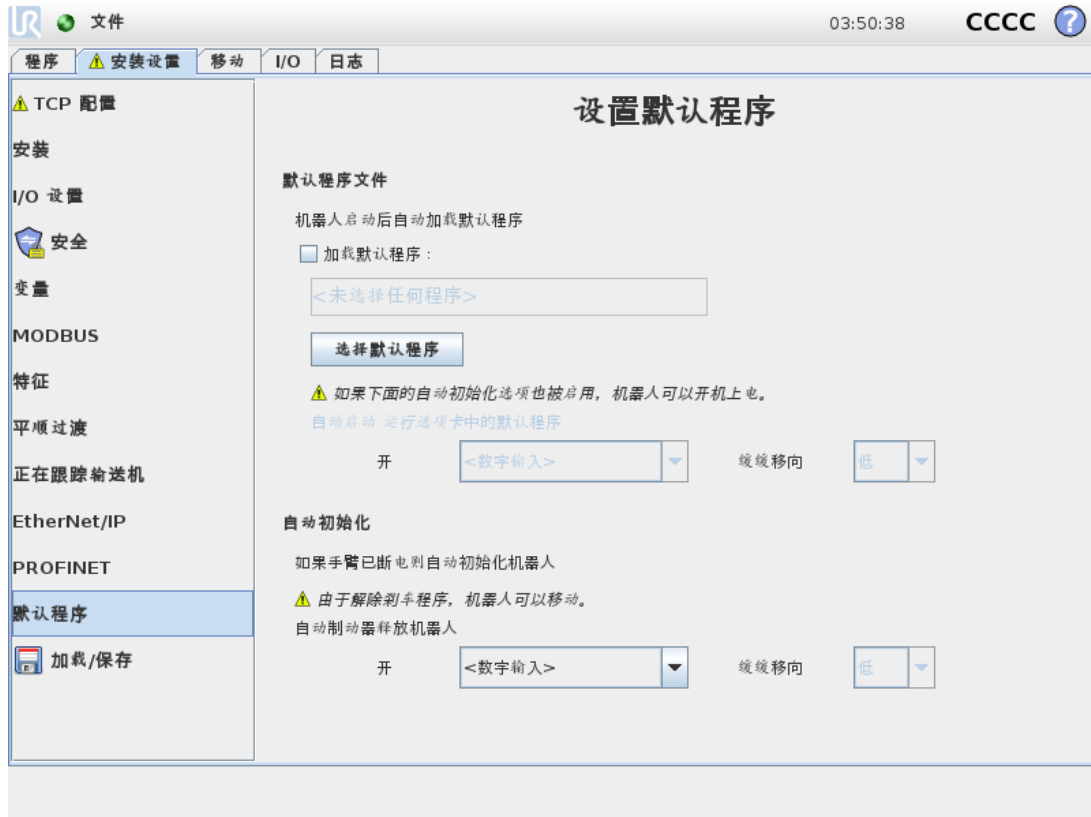 UR
文件
03:50:38
CCCC
?
程序
安装设置
移动
I/O
日志
TCP 配置
安装
I/O 设置
安全
变量
MODBUS
特征
平顺过渡
正在跟踪输送机
EtherNet/IP
PROFINET
默认程序
加载/保存
设置默认程序
默认程序文件
机器人启动后自动加载默认程序
加载默认程序：
<未选择任何程序>
选择默认程序
如果下面的自动初始化选项也被启用，机器人可以开机上电。
自动启动 运行选项卡中的默认程序
开 <数字输入> 缓缓移向 低
自动初始化
如果手臂已断电则自动初始化机器人
由于解除刹车程序，机器人可以移动。
自动制动器释放机器人
开 <数字输入> 缓缓移向 低